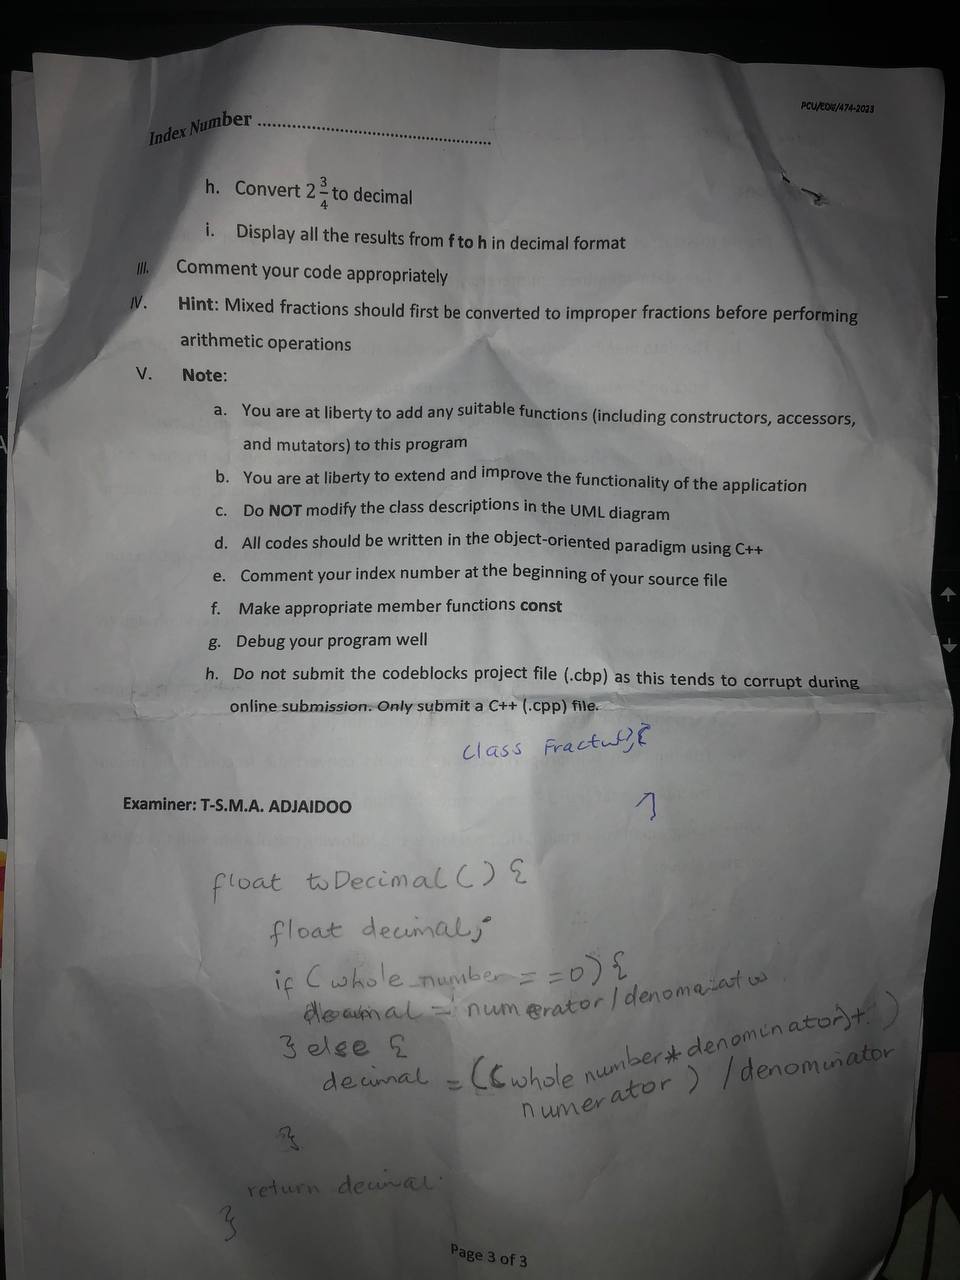 PCU/EDG/474-2023
Index Number ..........................................
h. Convert 2 3/4 to decimal
i. Display all the results from f to h in decimal format
III. Comment your code appropriately
IV. Hint: Mixed fractions should first be converted to improper fractions before performing
arithmetic operations
V. Note:
a. You are at liberty to add any suitable functions (including constructors, accessors,
and mutators) to this program
b. You are at liberty to extend and improve the functionality of the application
c. Do NOT modify the class descriptions in the UML diagram
d. All codes should be written in the object-oriented paradigm using C++
e. Comment your index number at the beginning of your source file
f. Make appropriate member functions const
g. Debug your program well
h. Do not submit the codeblocks project file (.cbp) as this tends to corrupt during
online submission. Only submit a C++ (.cpp) file.
class
Examiner: T-S.M.A. ADJAIDOO
float toDecimal() {
float decimal;
if (whole_number == 0) {
decimal = numerator/
} else {
decimal = ((whole number * denominator) + )
numerator ) / denominator
}
return decimal.
}
Page 3 of 3